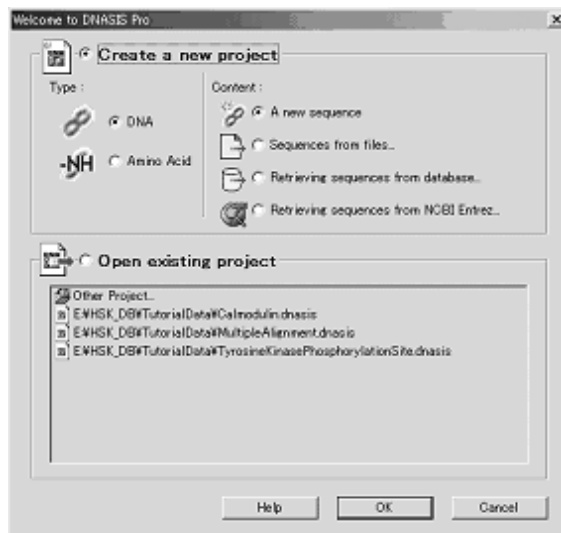 Welcome to DNASIS Pro
Create a new project
Type :
DNA
-NH Amino Acid
Content :
A new sequence
Sequences from files...
Retrieving sequences from database...
Retrieving sequences from NCBI Entrez...
Open existing project
Other Project...
E:¥HSK_DB¥TutorialData¥Calmodulin.dnasis
E:¥HSK_DB¥TutorialData¥MultipleAlignment.dnasis
E:¥HSK_DB¥TutorialData¥TyrosineKinasePhosphorylationSite.dnasis
Help OK Cancel